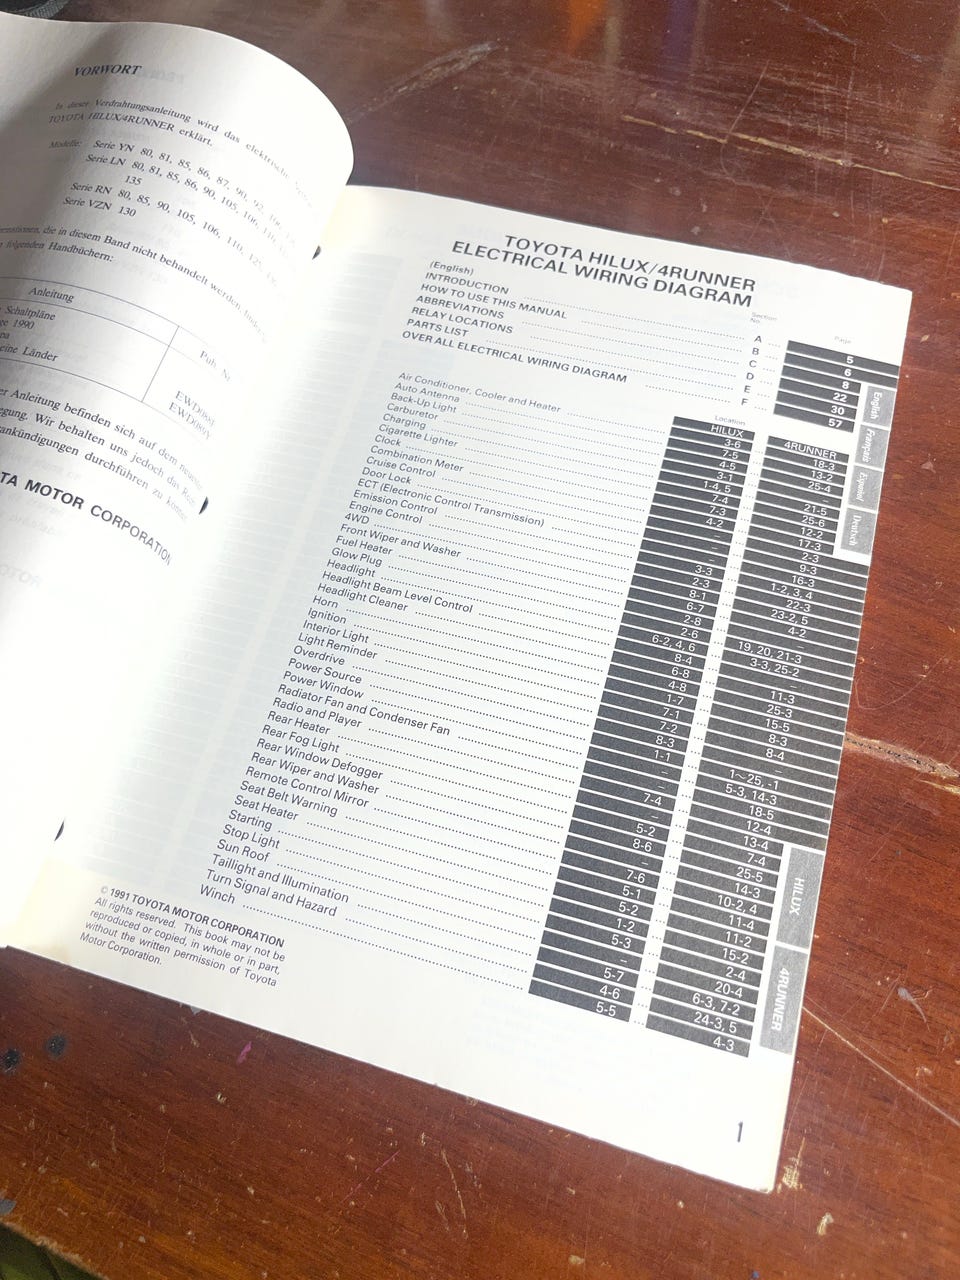 VORWORT
In dieser Verdrahtungsanleitung wird das elektrische
TOYOTA HILUX/4RUNNER erklärt.
Modelle: Serie YN 80, 81, 85, 86, 87, 90, 92,
Serie LN 80, 81, 85, 86, 90, 105, 106,
135
Serie RN 80, 85, 90, 105, 106, 110,
Serie VZN 130
die in diesem Band nicht behandelt werden,
folgenden Handbüchern:
Anleitung
Pub.
Schaltpläne
1990
Länder
EWD088F
EWD089Y
Anleitung befinden sich auf dem
Wir behalten uns jedoch das
durchführen zu
MOTOR CORPORATION
TOYOTA HILUX/4RUNNER
ELECTRICAL WIRING DIAGRAM
(English)
Section No. Page
INTRODUCTION A 5
HOW TO USE THIS MANUAL B 6
ABBREVIATIONS C 8
RELAY LOCATIONS D 22
PARTS LIST E 30
OVER ALL ELECTRICAL WIRING DIAGRAM F 57
Location
HILUX 4RUNNER
Air Conditioner, Cooler and Heater 3-6 18-3
Auto Antenna 7-5 13-2
Back-Up Light 4-5 25-4
Carburetor 3-1 –
Charging 1-4, 5 21-5
Cigarette Lighter 7-4 25-6
Clock 7-3 12-2
Combination Meter 4-2 17-3
Cruise Control – 2-3
Door Lock – 9-3
ECT (Electronic Control Transmission) – 16-3
Emission Control 3-3 1-2, 3, 4
Engine Control 2-3 22-3
4WD 8-1 23-2, 5
Front Wiper and Washer 6-7 4-2
Fuel Heater 2-8 –
Glow Plug 2-6 19, 20, 21-3
Headlight 6-2, 4, 6 3-3, 25-2
Headlight Beam Level Control 8-4 –
Headlight Cleaner 6-8 11-3
Horn 4-8 25-3
Ignition 1-7 15-5
Interior Light 7-1 8-3
Light Reminder 7-2 8-4
Overdrive 8-3 –
Power Source 1-1 1~25, -1
Power Window – 5-3, 14-3
Radiator Fan and Condenser Fan – 18-5
Radio and Player 7-4 12-4
Rear Heater – 13-4
Rear Fog Light 5-2 7-4
Rear Window Defogger 8-6 25-5
Rear Wiper and Washer – 14-3
Remote Control Mirror 7-6 10-2, 4
Seat Belt Warning 5-1 11-4
Seat Heater 5-2 11-2
Starting 1-2 15-2
Stop Light 5-3 2-4
Sun Roof – 20-4
Taillight and Illumination 5-7 6-3, 7-2
Turn Signal and Hazard 4-6 24-3, 5
Winch 5-5 4-3
English
Français
Español
Deutsch
HILUX
4RUNNER
© 1991 TOYOTA MOTOR CORPORATION
All rights reserved. This book may not be
reproduced or copied, in whole or in part,
without the written permission of Toyota
Motor Corporation.
1